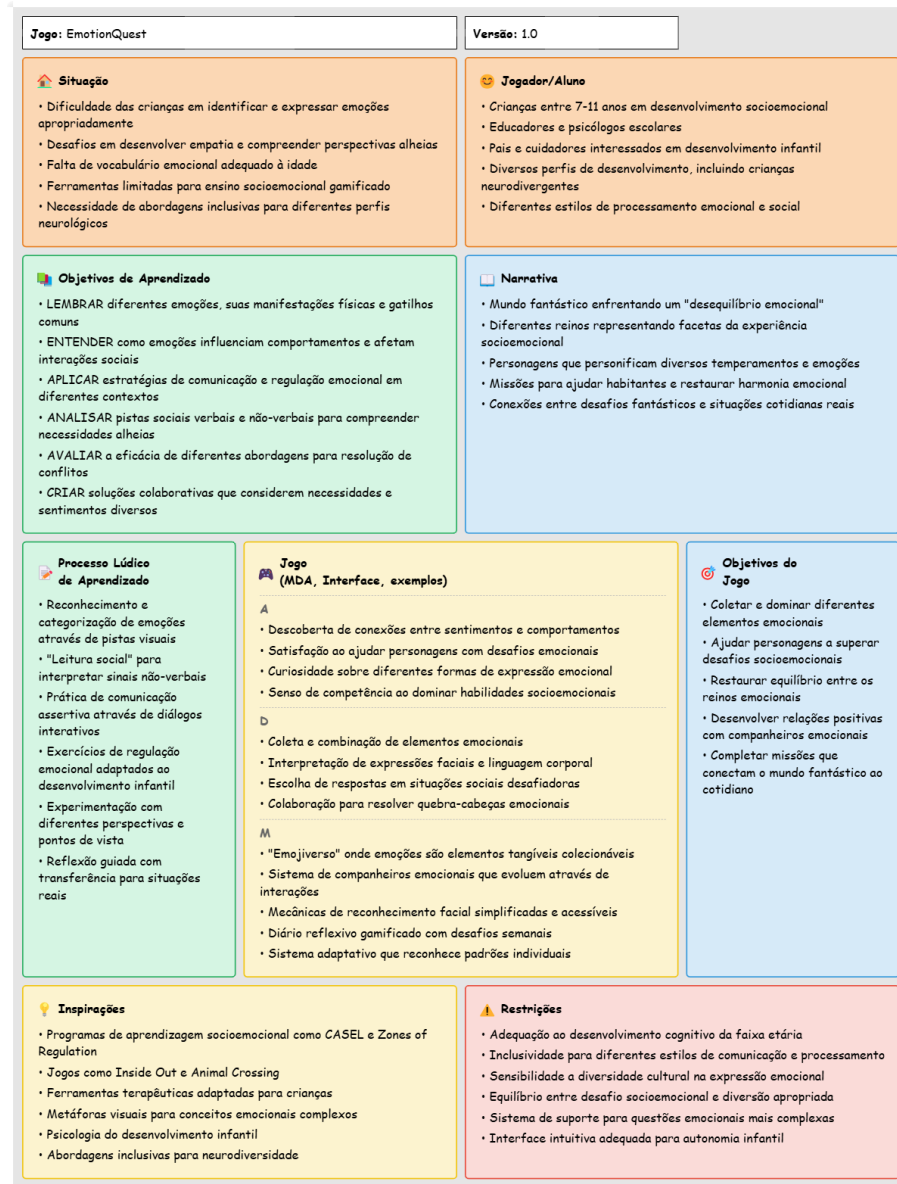 Jogo: EmotionQuest
Versão: 1.0
Situação
• Dificuldade das crianças em identificar e expressar emoções
apropriadamente
• Desafios em desenvolver empatia e compreender perspectivas alheias
• Falta de vocabulário emocional adequado à idade
• Ferramentas limitadas para ensino socioemocional gamificado
• Necessidade de abordagens inclusivas para diferentes perfis
neurológicos
Jogador/Aluno
• Crianças entre 7-11 anos em desenvolvimento socioemocional
• Educadores e psicólogos escolares
• Pais e cuidadores interessados em desenvolvimento infantil
• Diversos perfis de desenvolvimento, incluindo crianças
neurodivergentes
• Diferentes estilos de processamento emocional e social
Objetivos de Aprendizado
• LEMBRAR diferentes emoções, suas manifestações físicas e gatilhos
comuns
• ENTENDER como emoções influenciam comportamentos e afetam
interações sociais
• APLICAR estratégias de comunicação e regulação emocional em
diferentes contextos
• ANALISAR pistas sociais verbais e não-verbais para compreender
necessidades alheias
• AVALIAR a eficácia de diferentes abordagens para resolução de
conflitos
• CRIAR soluções colaborativas que considerem necessidades e
sentimentos diversos
Narrativa
• Mundo fantástico enfrentando um "desequilíbrio emocional"
• Diferentes reinos representando facetas da experiência
socioemocional
• Personagens que personificam diversos temperamentos e emoções
• Missões para ajudar habitantes e restaurar harmonia emocional
• Conexões entre desafios fantásticos e situações cotidianas reais
Processo Lúdico
de Aprendizado
• Reconhecimento e
categorização de emoções
através de pistas visuais
• "Leitura social" para
interpretar sinais não-verbais
• Prática de comunicação
assertiva através de diálogos
interativos
• Exercícios de regulação
emocional adaptados ao
desenvolvimento infantil
• Experimentação com
diferentes perspectivas e
pontos de vista
• Reflexão guiada com
transferência para situações
reais
Jogo
(MDA, Interface, exemplos)
A
• Descoberta de conexões entre sentimentos e comportamentos
• Satisfação ao ajudar personagens com desafios emocionais
• Curiosidade sobre diferentes formas de expressão emocional
• Senso de competência ao dominar habilidades socioemocionais
D
• Coleta e combinação de elementos emocionais
• Interpretação de expressões faciais e linguagem corporal
• Escolha de respostas em situações sociais desafiadoras
• Colaboração para resolver quebra-cabeças emocionais
M
• "Emojiverso" onde emoções são elementos tangíveis colecionáveis
• Sistema de companheiros emocionais que evoluem através de
interações
• Mecânicas de reconhecimento facial simplificadas e acessíveis
• Diário reflexivo gamificado com desafios semanais
• Sistema adaptativo que reconhece padrões individuais
Objetivos do
Jogo
• Coletar e dominar diferentes
elementos emocionais
• Ajudar personagens a superar
desafios socioemocionais
• Restaurar equilíbrio entre os
reinos emocionais
• Desenvolver relações positivas
com companheiros emocionais
• Completar missões que
conectam o mundo fantástico ao
cotidiano
Inspirações
• Programas de aprendizagem socioemocional como CASEL e Zones of
Regulation
• Jogos como Inside Out e Animal Crossing
• Ferramentas terapêuticas adaptadas para crianças
• Metáforas visuais para conceitos emocionais complexos
• Psicologia do desenvolvimento infantil
• Abordagens inclusivas para neurodiversidade
Restrições
• Adequação ao desenvolvimento cognitivo da faixa etária
• Inclusividade para diferentes estilos de comunicação e processamento
• Sensibilidade a diversidade cultural na expressão emocional
• Equilíbrio entre desafio socioemocional e diversão apropriada
• Sistema de suporte para questões emocionais mais complexas
• Interface intuitiva adequada para autonomia infantil